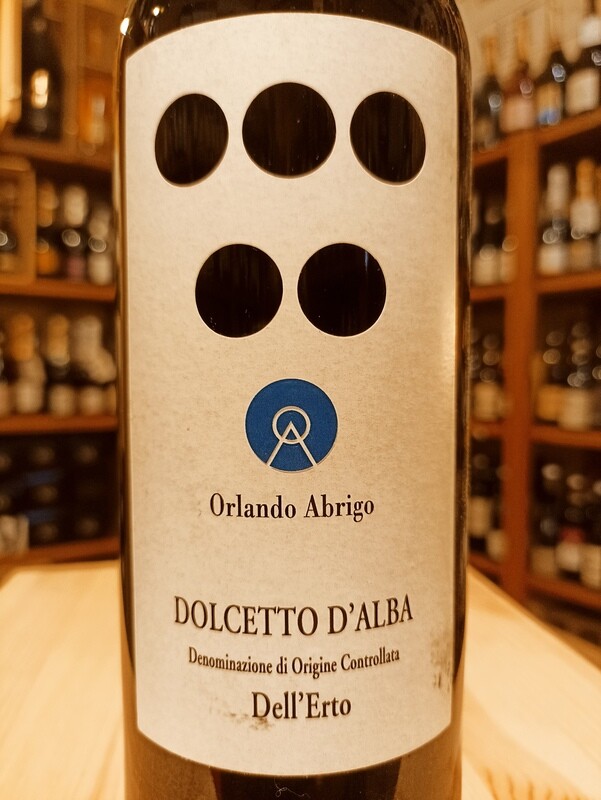 Orlando Abrigo
DOLCETTO D'ALBA
Denominazione di Origine Controllata
Dell'Erto